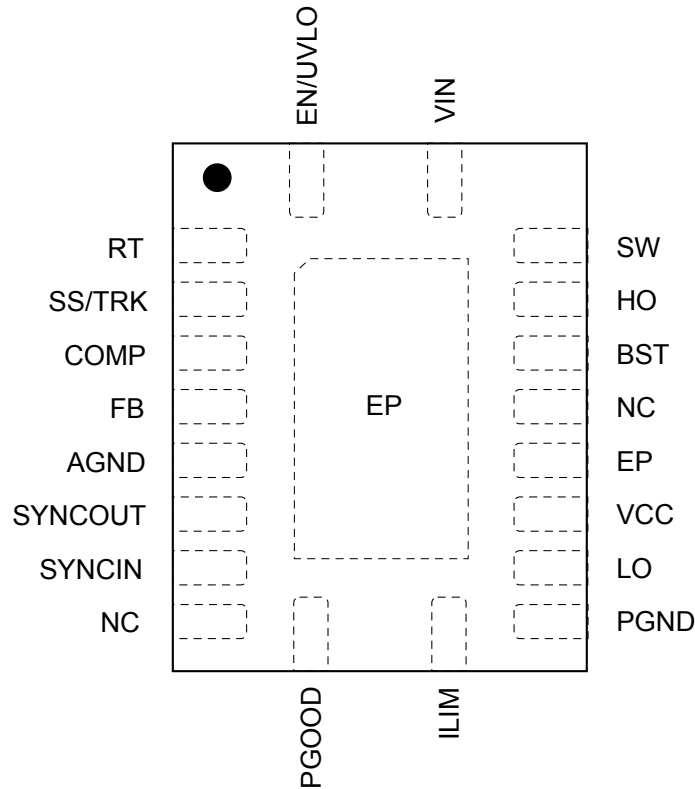 EN/UVLO
VIN
RT
SW
SS/TRK
HO
COMP
BST
FB
NC
EP
AGND
EP
SYNCOUT
VCC
SYNCIN
LO
NC
PGND
PGOOD
ILIM